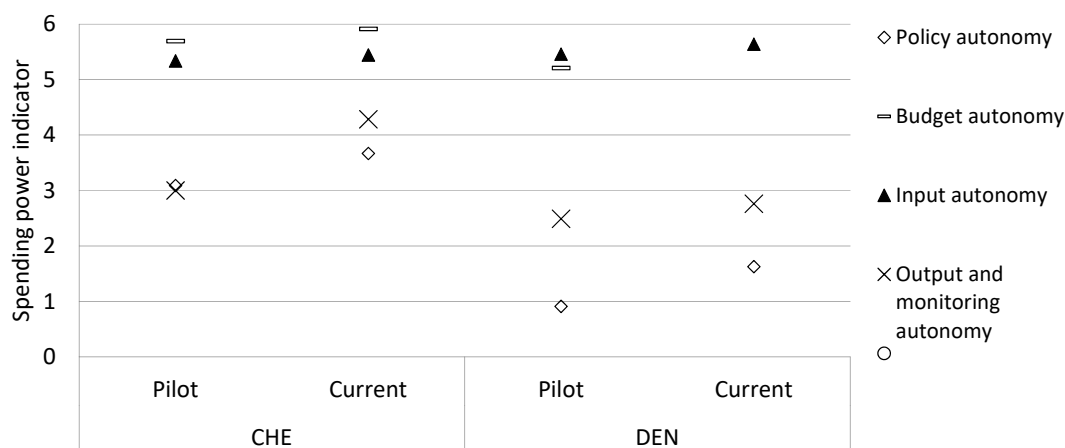 6
5
4
3
2
1
0
Spending power indicator
Pilot
Current
Pilot
Current
CHE
DEN
Policy autonomy
Budget autonomy
Input autonomy
Output and
monitoring
autonomy